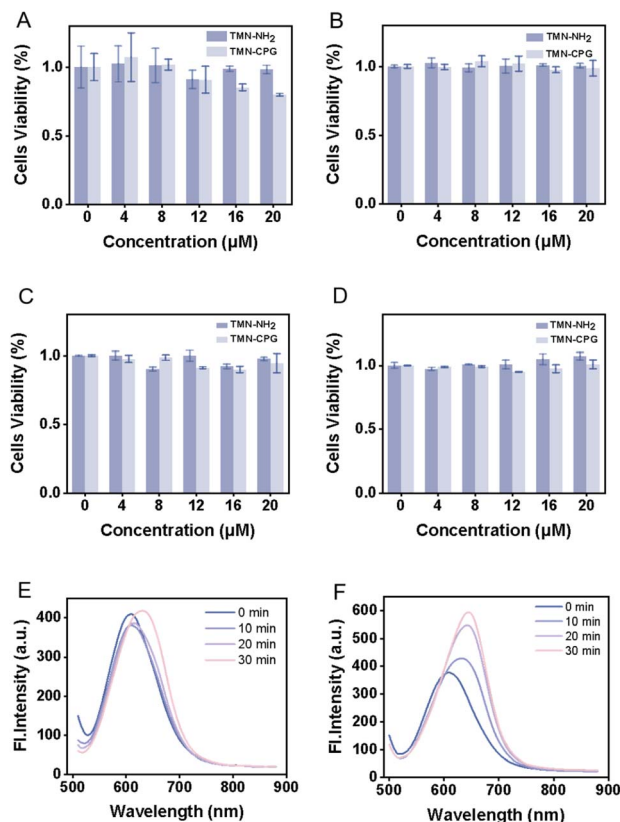 A
TMN-NH2
TMN-CPG
Cells Viability (%)
1.0
0.5
0.0
0 4 8 12 16 20
Concentration (μM)
B
TMN-NH2
TMN-CPG
Cells Viability (%)
1.0
0.5
0.0
0 4 8 12 16 20
Concentration (μM)
C
TMN-NH2
TMN-CPG
Cells Viability (%)
1.0
0.5
0.0
0 4 8 12 16 20
Concentration (μM)
D
TMN-NH2
TMN-CPG
Cells Viability (%)
1.0
0.5
0.0
0 4 8 12 16 20
Concentration (μM)
E
0 min
10 min
20 min
30 min
Fl.Intensity (a.u.)
400
300
200
100
0
500 600 700 800 900
Wavelength (nm)
F
0 min
10 min
20 min
30 min
Fl.Intensity (a.u.)
600
500
400
300
200
100
0
500 600 700 800 900
Wavelength (nm)